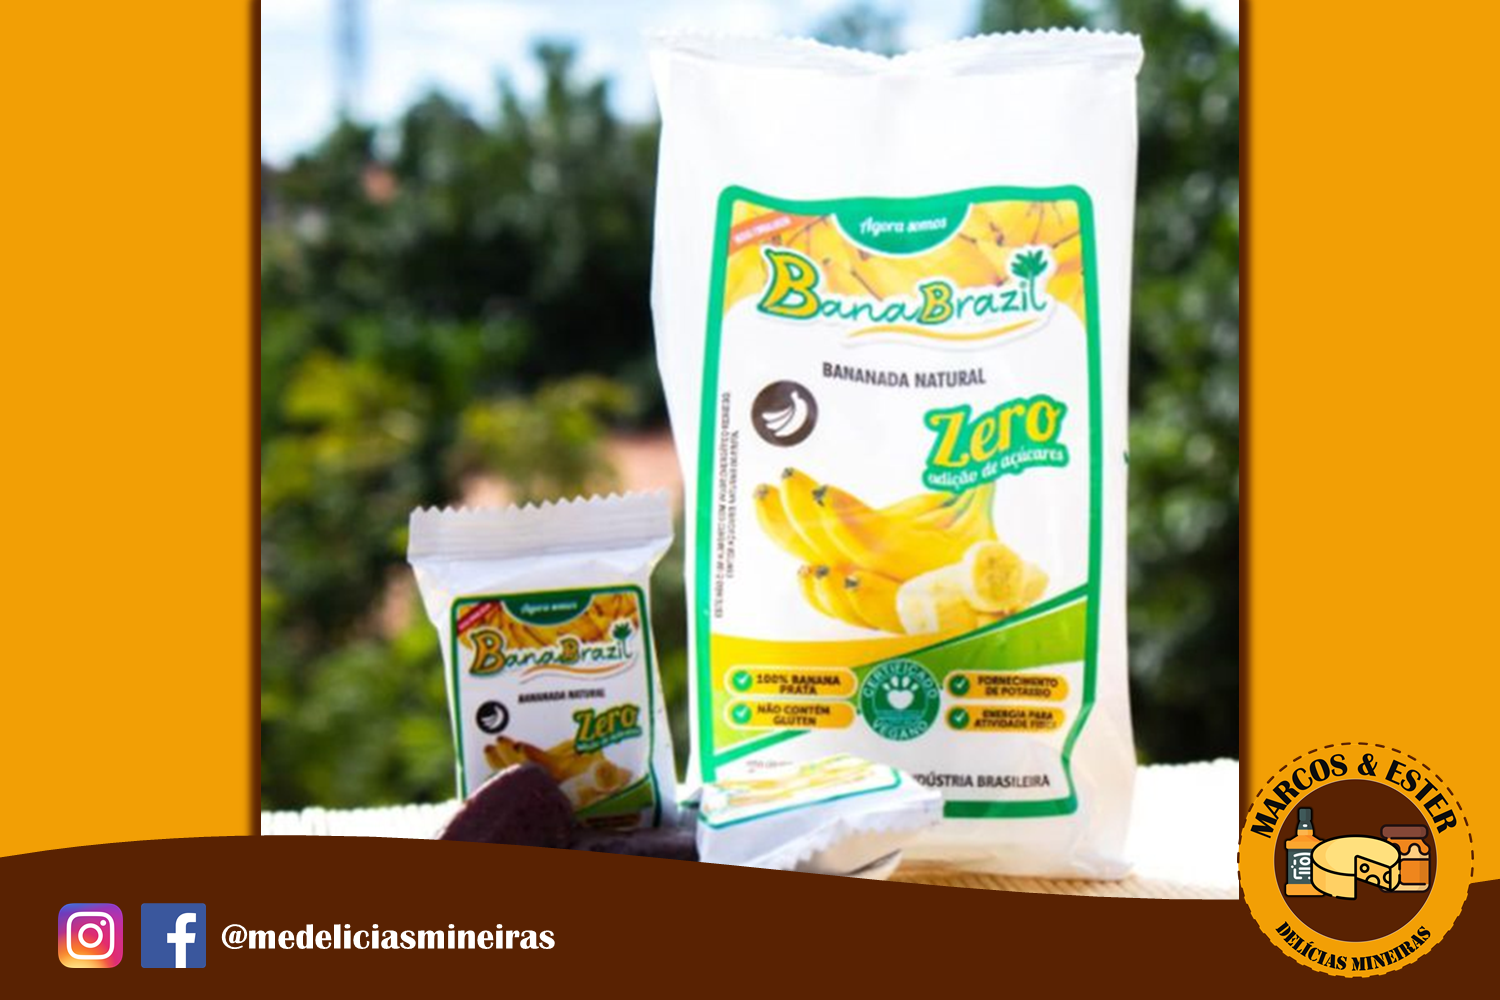 Agora somos
BanaBrazil
BANANADA NATURAL
Zero
adição de açúcares
100% BANANA
PRATA
NÃO CONTÉM
GLÚTEN
CERTIFICADO
VEGANO
FORNECIMENTO
DE POTÁSSIO
ENERGIA PARA
ATIVIDADE
INDÚSTRIA BRASILEIRA
Agora somos
BanaBrazil
BANANADA NATURAL
Zero
@medeliciasmineiras
MARCOS & ESTER
DELÍCIAS MINEIRAS